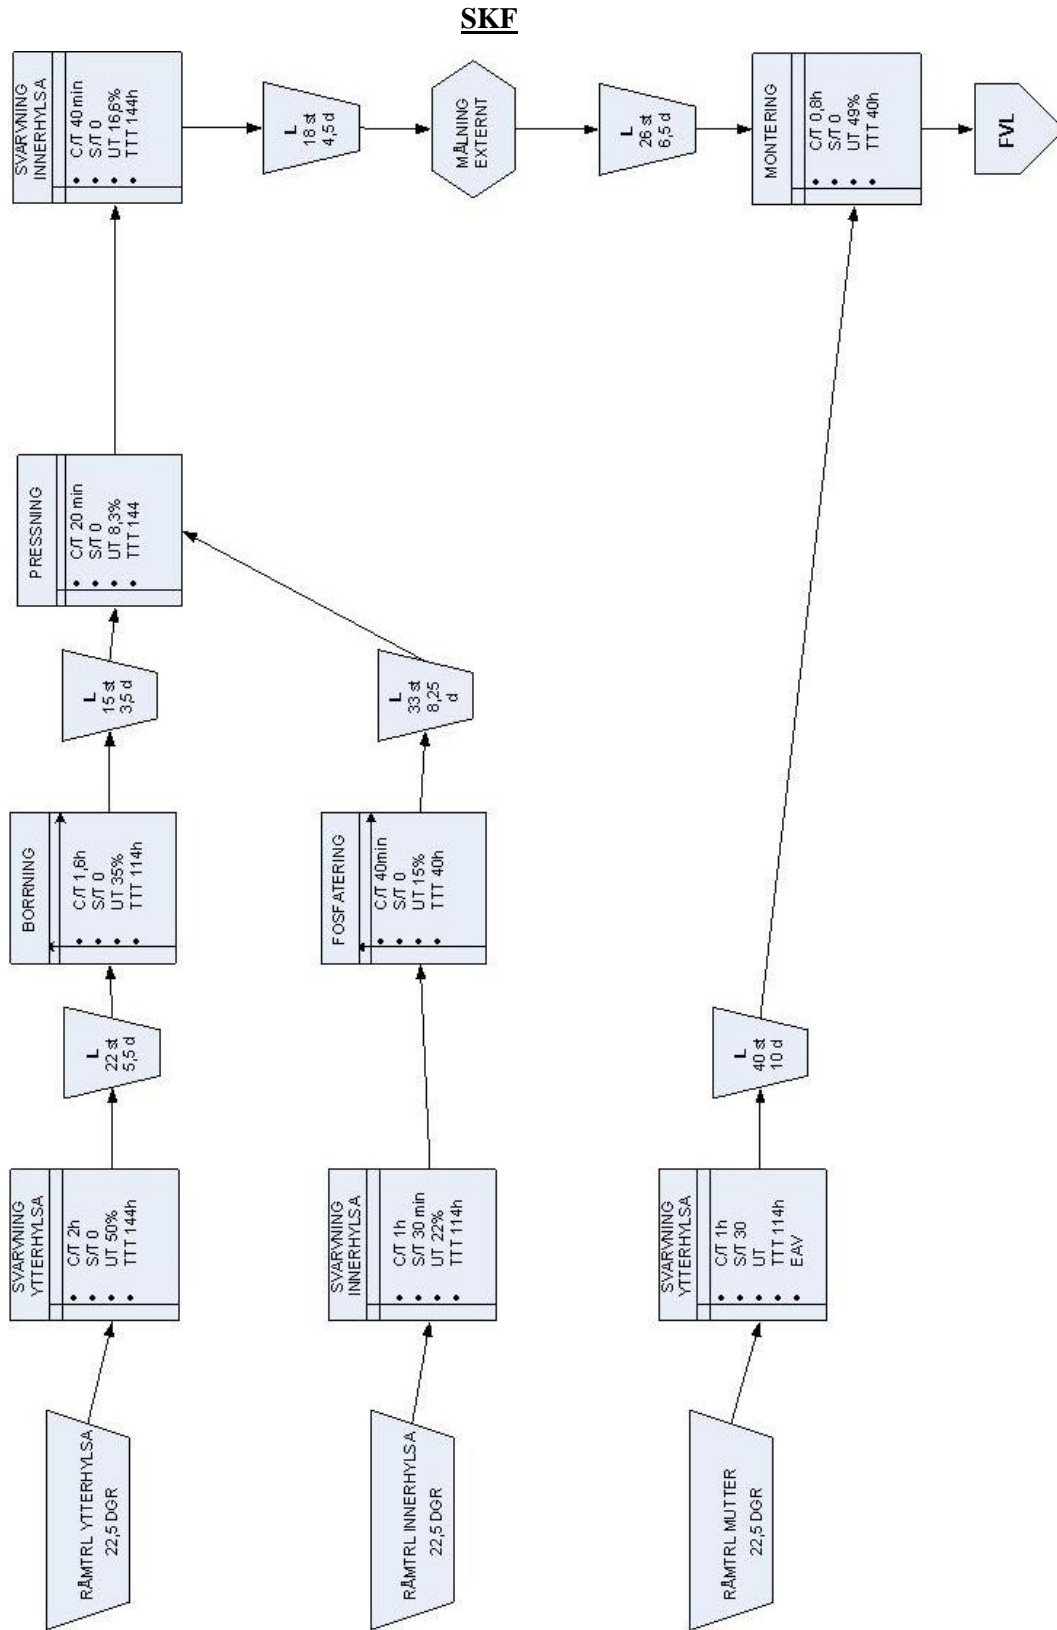 SKF
RÅMTRL YTTERHYLSA
22,5 DGR
SVARVNING
YTTERHYLSA
C/T 2h
S/T 0
UT 50%
TTT 144h
L
22 st
5,5 d
BORRNING
C/T 1,6h
S/T 0
UT 35%
TTT 114h
L
15 st
3,5 d
PRESSNING
C/T 20 min
S/T 0
UT 8,3%
TTT 144
SVARVNING
INNERHYLSA
C/T 40 min
S/T 0
UT 16,6%
TTT 144h
L
18 st
4,5 d
MÅLNING
EXTERNT
L
26 st
6,5 d
MONTERING
C/T 0,8h
S/T 0
UT 49%
TTT 40h
FVL
RÅMTRL INNERHYLSA
22,5 DGR
SVARVNING
INNERHYLSA
C/T 1h
S/T 30 min
UT 22%
TTT 114h
FOSFATERING
C/T 40min
S/T 0
UT 15%
TTT 40h
L
33 st
8,25
d
RÅMTRL MUTTER
22,5 DGR
SVARVNING
YTTERHYLSA
C/T 1h
S/T 30
UT
TTT 114h
EAV
L
40 st
10 d